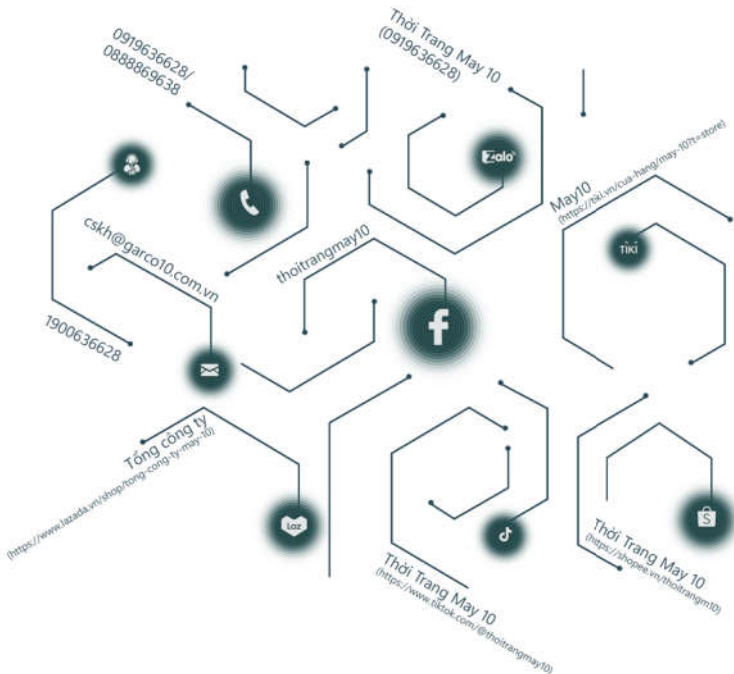 0919636628/
0888869638
Thời Trang May 10
(0919636628)
Zalo
May10
(https://tiki.vn/cua-hang/may-10?t=store)
TIKI
cskh@garco10.com.vn
thoitrangmay10
1900636628
Tổng công ty
(https://www.lazada.vn/shop/tong-cong-ty-may-10)
Laz
Thời Trang May 10
(https://www.tiktok.com/@thoitrangmay10)
Thời Trang May 10
(https://shopee.vn/thoitrangm10)
S